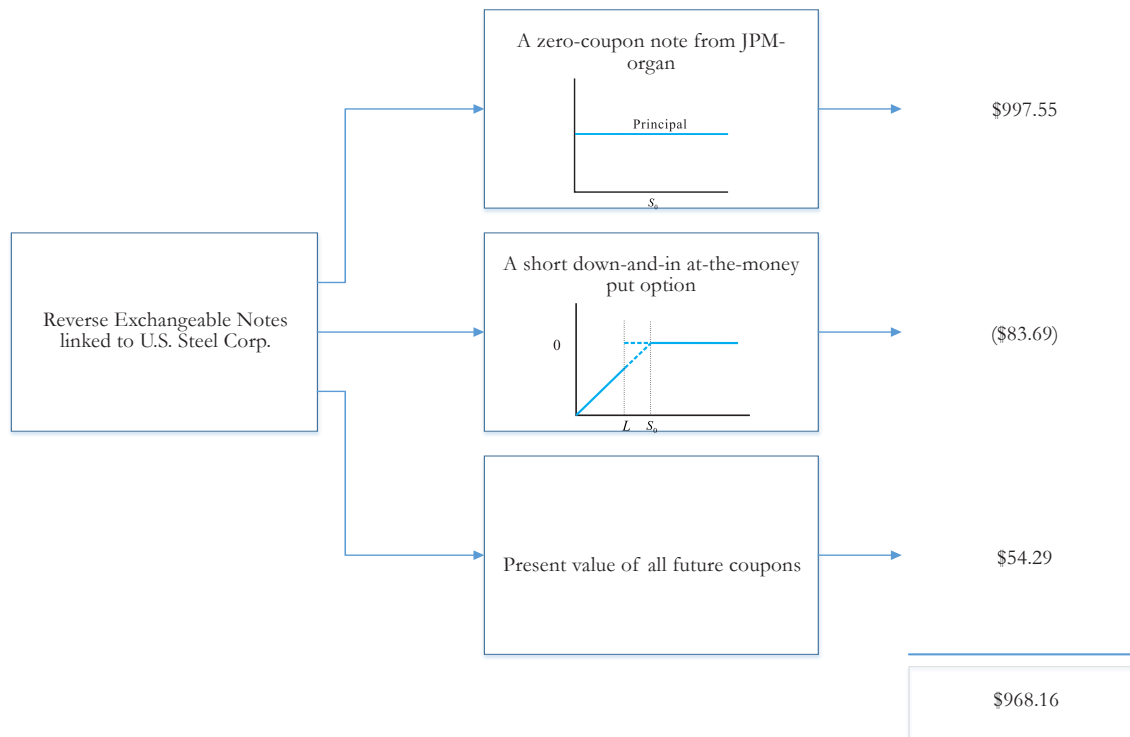 A zero-coupon note from JPM-
organ
Principal
S₀
$997.55
Reverse Exchangeable Notes
linked to U.S. Steel Corp.
A short down-and-in at-the-money
put option
0
L S₀
($83.69)
Present value of all future coupons
$54.29
$968.16